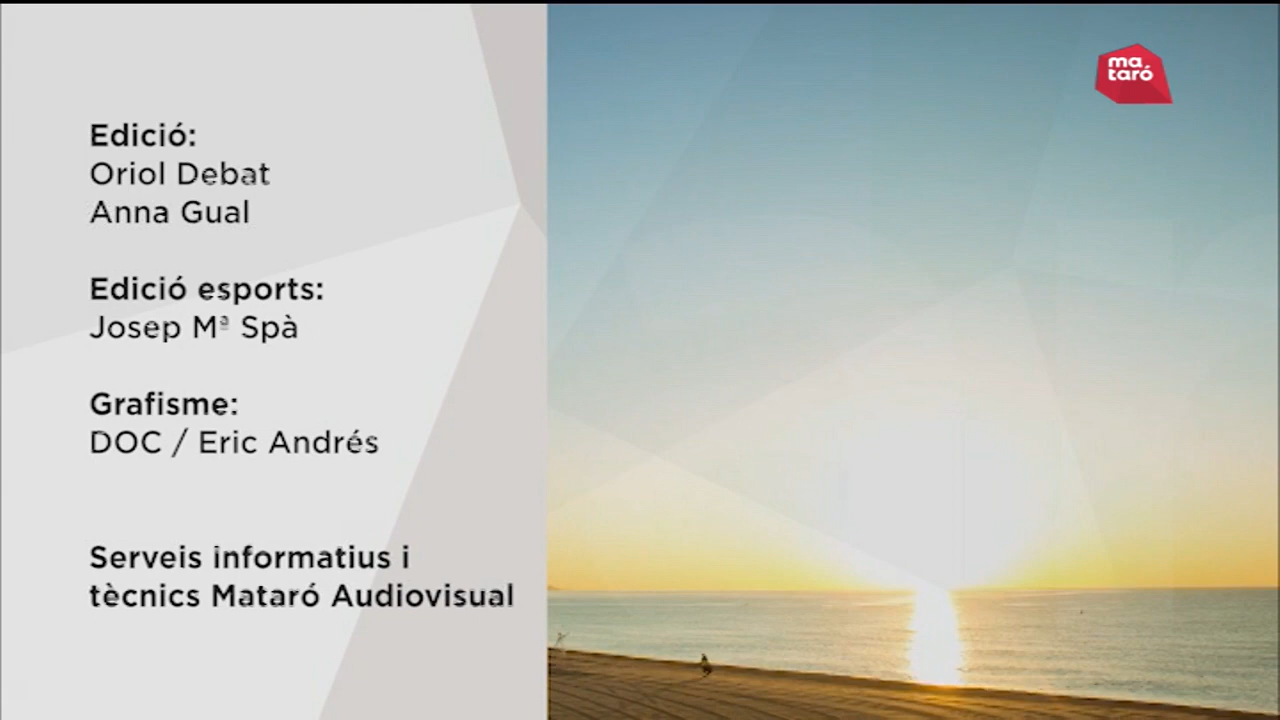 Edició:
Oriol Debat
Anna Gual
Edició esports:
Josep Mª Spà
Grafisme:
DOC / Eric Andrés
Serveis informatius i
tècnics Mataró Audiovisual
ma
taró